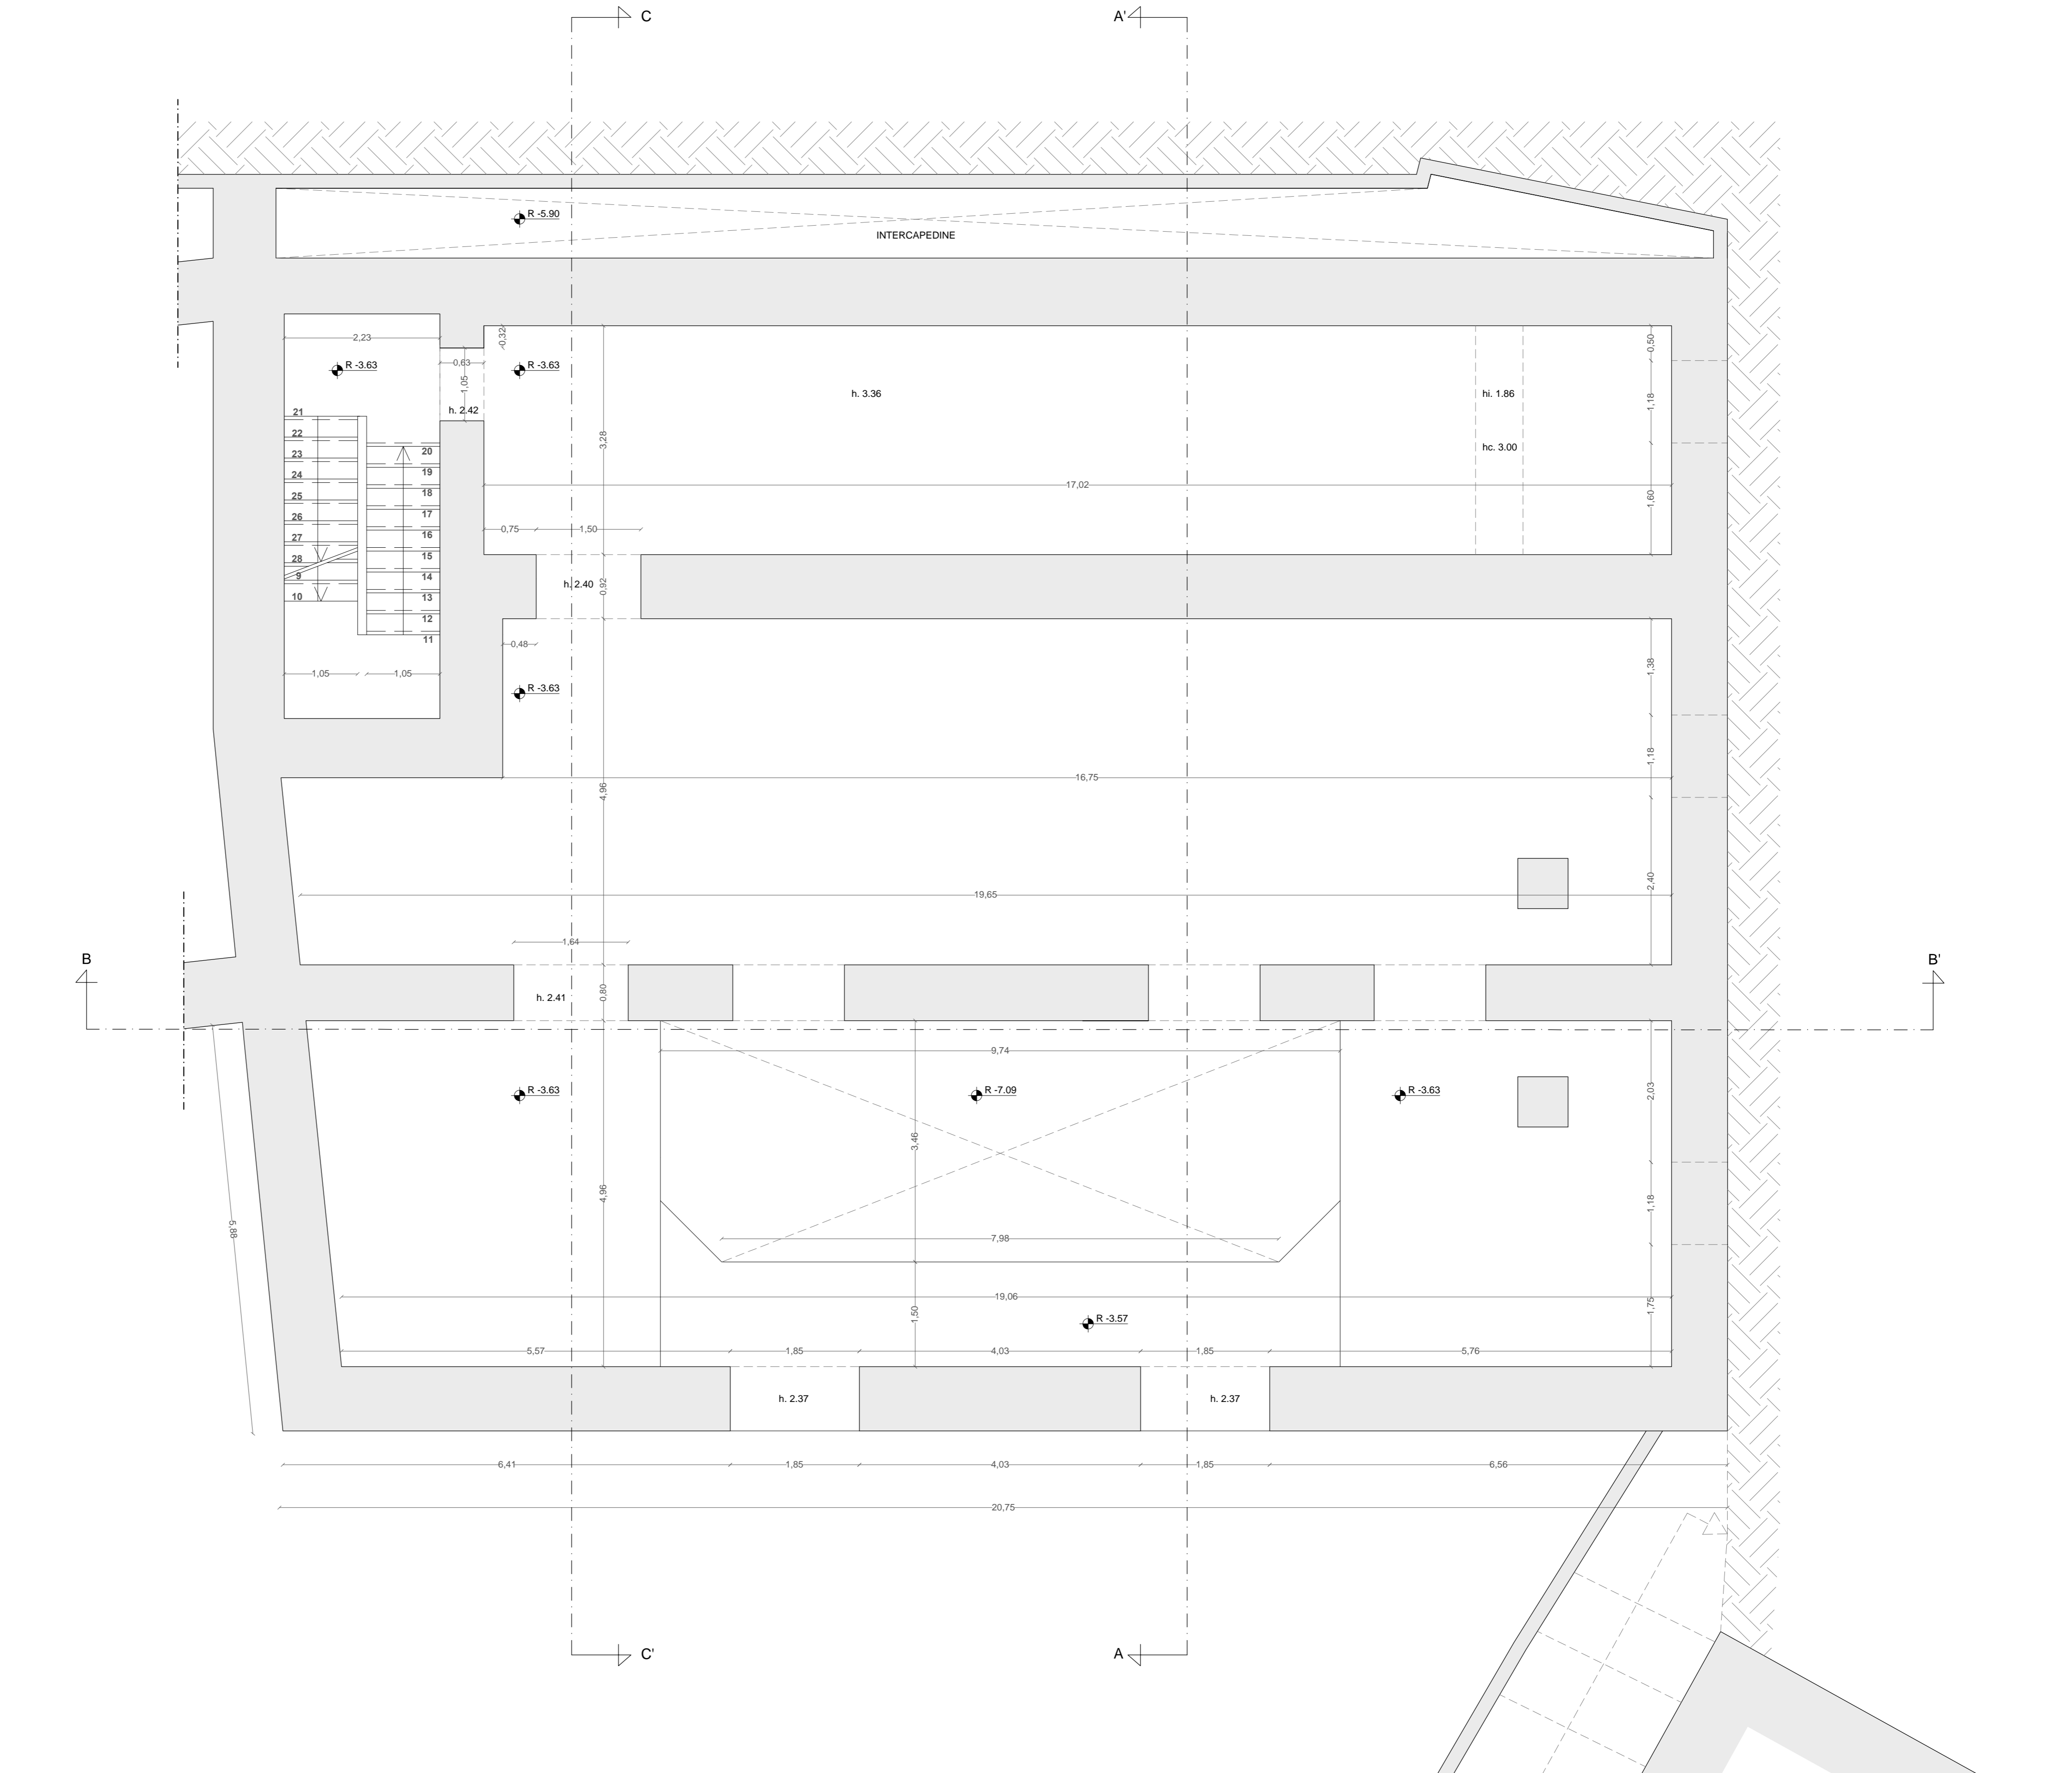 C
A'
R -5.90
INTERCAPEDINE
2,23
0,32
0,50
0,63
R -3.63
R -3.63
1,05
h. 3.36
hi. 1.86
1,18
h. 2.42
21
22
20
3,28
hc. 3.00
23
19
24
18
17,02
25
17
1,60
26
16
0,75
1,50
27
15
28
14
9
h. 2.40
0,92
10
13
12
11
0,48
1,05
1,05
1,38
R -3.63
1,18
16,75
4,96
2,40
19,65
1,64
B
B'
h. 2.41
0,80
9,74
R -3.63
R -7.09
R -3.63
2,03
3,46
4,96
1,18
5,88
7,98
19,06
1,50
R -3.57
1,75
5,57
1,85
4,03
1,85
5,76
h. 2.37
h. 2.37
6,41
1,85
4,03
1,85
6,56
20,75
C'
A